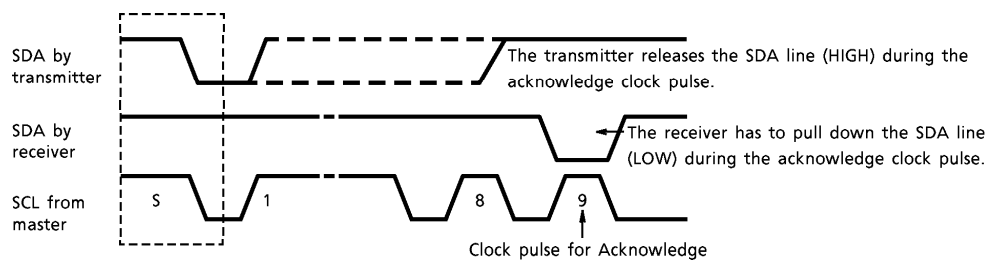 SDA by
transmitter
The transmitter releases the SDA line (HIGH) during the
acknowledge clock pulse.
SDA by
receiver
The receiver has to pull down the SDA line
(LOW) during the acknowledge clock pulse.
SCL from
master
S 1 8 9
Clock pulse for Acknowledge